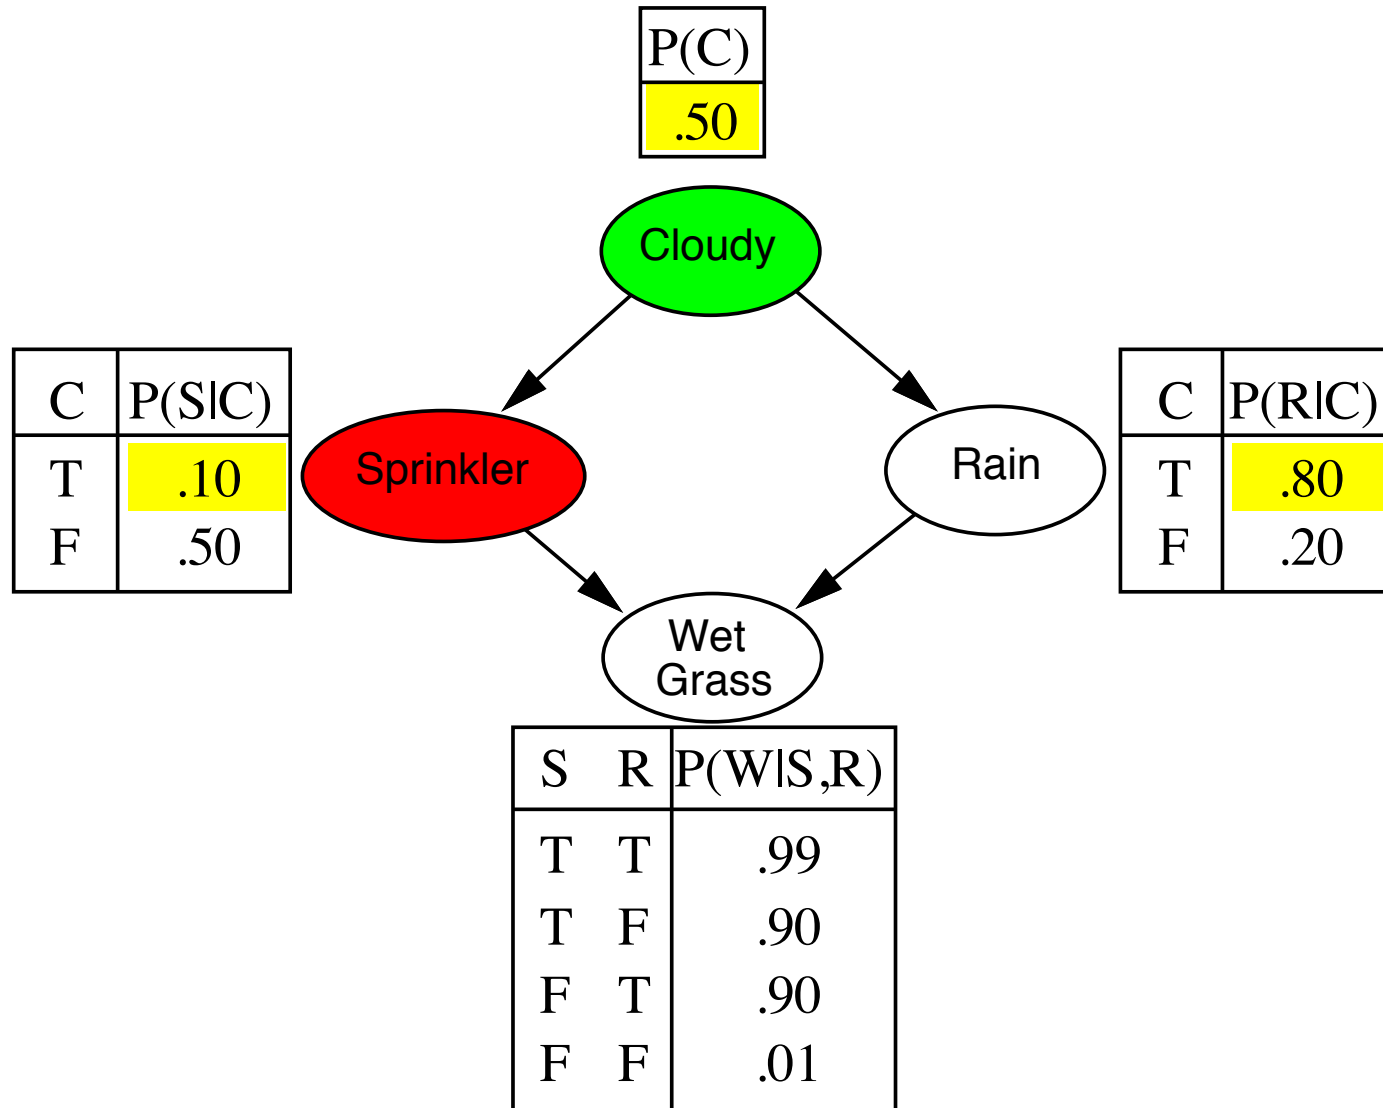 P(C)
.50
Cloudy
C P(S|C)
T .10
F .50
Sprinkler
Rain
C P(R|C)
T .80
F .20
Wet
Grass
S R P(W|S,R)
T T .99
T F .90
F T .90
F F .01